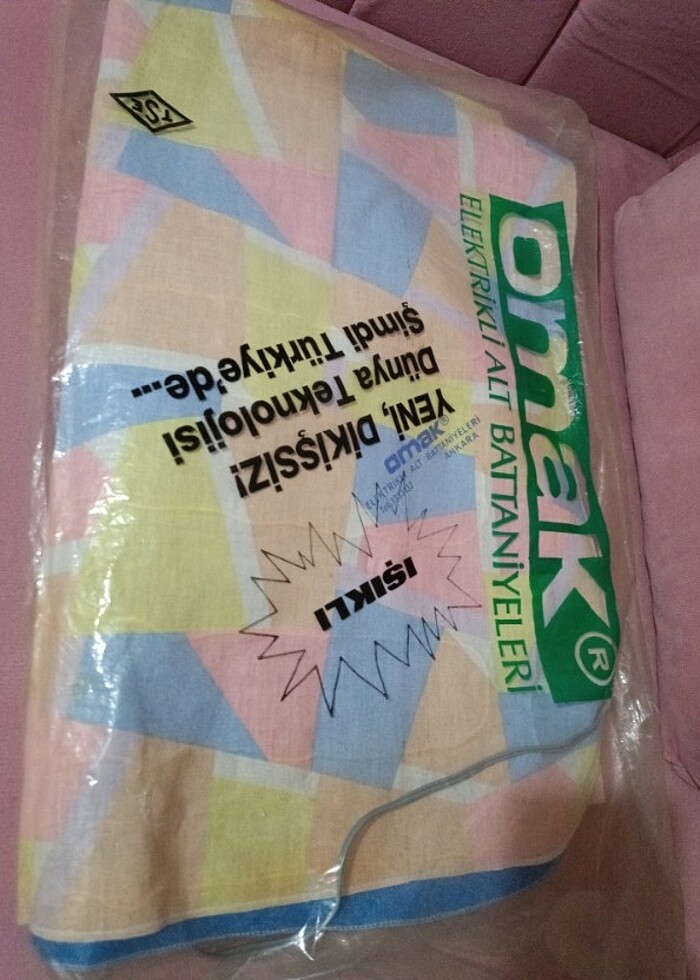 omak®
ELEKTRİKLİ ALT BATTANİYELERİ
TSE
YENİ, DİKİŞSİZ!
Dünya Teknolojisi
Şimdi Türkiye'de...
IŞIKLI
omak®
ELEKTRİKLİ ALT BATTANİYELERİ
ANKARA